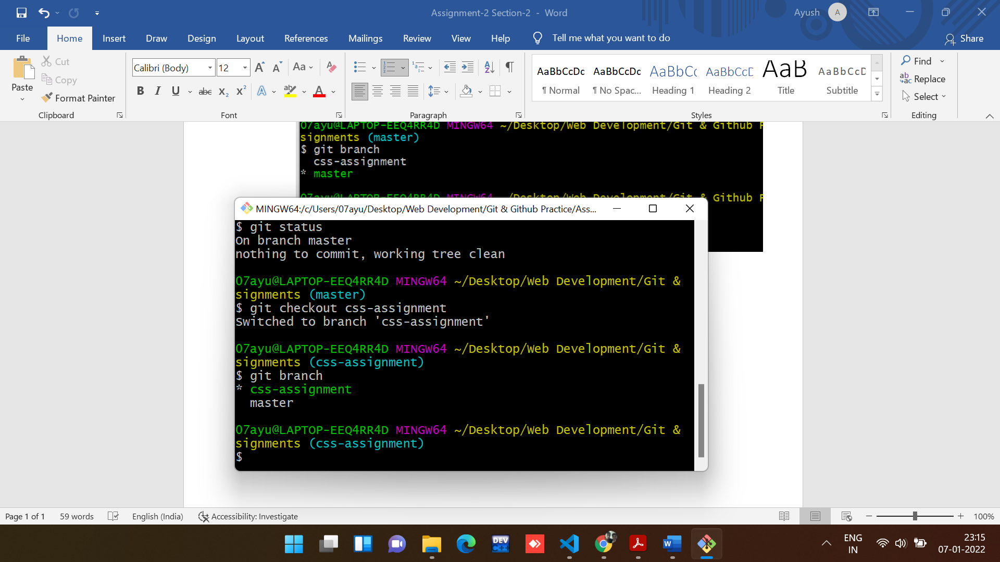 Assignment-2 Section-2 - Word
Ayush
A
File Home Insert Draw Design Layout References Mailings Review View Help Tell me what you want to do Share
Paste
Cut
Copy
Format Painter
Clipboard
Calibri (Body) 12
Font
Paragraph
AaBbCcDc AaBbCcDc AaBbC AaBbCcD AaB AaBbCcD
¶ Normal ¶ No Spac... Heading 1 Heading 2 Title Subtitle
Styles
Find
Replace
Select
Editing
07ayu@LAPTOP-EEQ4RR4D MINGW64 ~/Desktop/Web Development/Git & Github
signments (master)
$ git branch
css-assignment
* master
07ayu@LAPTOP-EEQ4RR4D MINGW64 ~/Desktop/Web Development/Git & Github
MINGW64:/c/Users/07ayu/Desktop/Web Development/Git & Github Practice/Ass...
$ git status
On branch master
nothing to commit, working tree clean
07ayu@LAPTOP-EEQ4RR4D MINGW64 ~/Desktop/Web Development/Git &
signments (master)
$ git checkout css-assignment
Switched to branch 'css-assignment'
07ayu@LAPTOP-EEQ4RR4D MINGW64 ~/Desktop/Web Development/Git &
signments (css-assignment)
$ git branch
* css-assignment
master
07ayu@LAPTOP-EEQ4RR4D MINGW64 ~/Desktop/Web Development/Git &
signments (css-assignment)
$
Page 1 of 1 59 words English (India) Accessibility: Investigate 100%
DEV C++
ENG
IN
23:15
07-01-2022